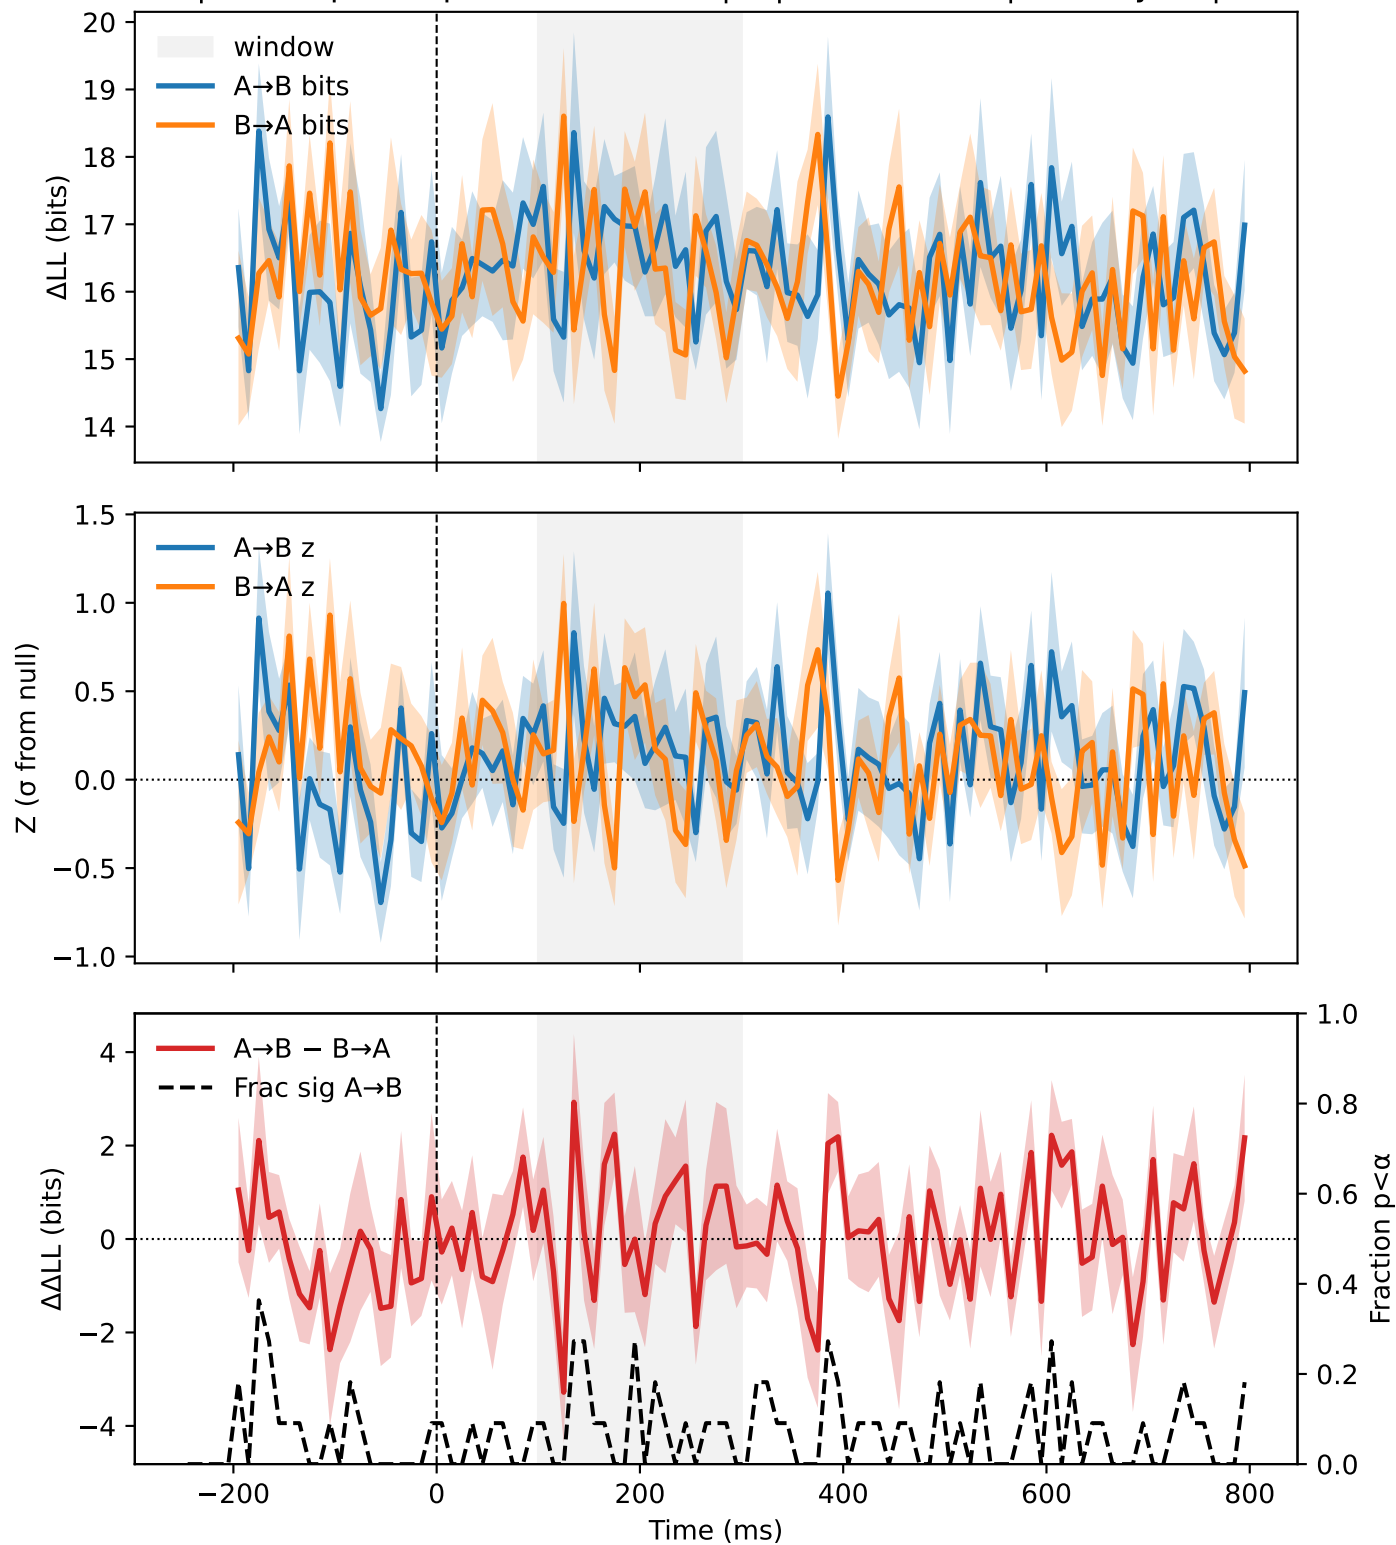 20
19
18
17
16
15
14
ΔLL (bits)
window
A→B bits
B→A bits
1.5
1.0
0.5
0.0
−0.5
−1.0
Z (σ from null)
A→B z
B→A z
4
2
0
−2
−4
ΔΔLL (bits)
A→B − B→A
Frac sig A→B
1.0
0.8
0.6
0.4
0.2
0.0
Fraction p<α
−200 0 200 400 600 800
Time (ms)